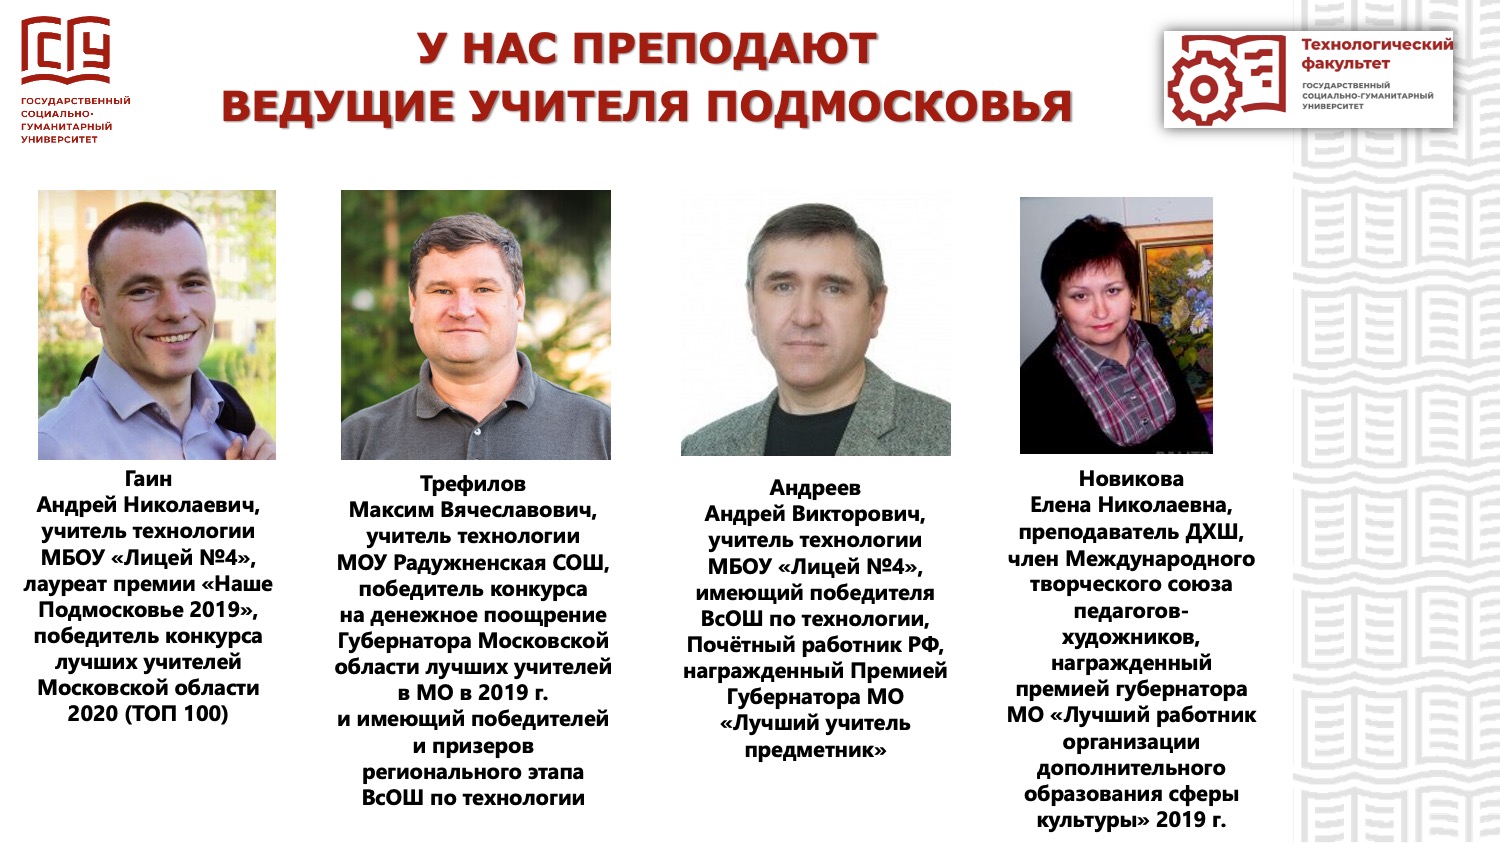 ГСГУ
ГОСУДАРСТВЕННЫЙ
СОЦИАЛЬНО-
ГУМАНИТАРНЫЙ
УНИВЕРСИТЕТ
У НАС ПРЕПОДАЮТ
ВЕДУЩИЕ УЧИТЕЛЯ ПОДМОСКОВЬЯ
Технологический
факультет
ГОСУДАРСТВЕННЫЙ
СОЦИАЛЬНО-ГУМАНИТАРНЫЙ
УНИВЕРСИТЕТ
Гаин
Андрей Николаевич,
учитель технологии
МБОУ «Лицей №4»,
лауреат премии «Наше
Подмосковье 2019»,
победитель конкурса
лучших учителей
Московской области
2020 (ТОП 100)
Трефилов
Максим Вячеславович,
учитель технологии
МОУ Радужненская СОШ,
победитель конкурса
на денежное поощрение
Губернатора Московской
области лучших учителей
в МО в 2019 г.
и имеющий победителей
и призеров
регионального этапа
ВсОШ по технологии
Андреев
Андрей Викторович,
учитель технологии
МБОУ «Лицей №4»,
имеющий победителя
ВсОШ по технологии,
Почётный работник РФ,
награжденный Премией
Губернатора МО
«Лучший учитель
предметник»
Новикова
Елена Николаевна,
преподаватель ДХШ,
член Международного
творческого союза
педагогов-
художников,
награжденный
премией губернатора
МО «Лучший работник
организации
дополнительного
образования сферы
культуры» 2019 г.